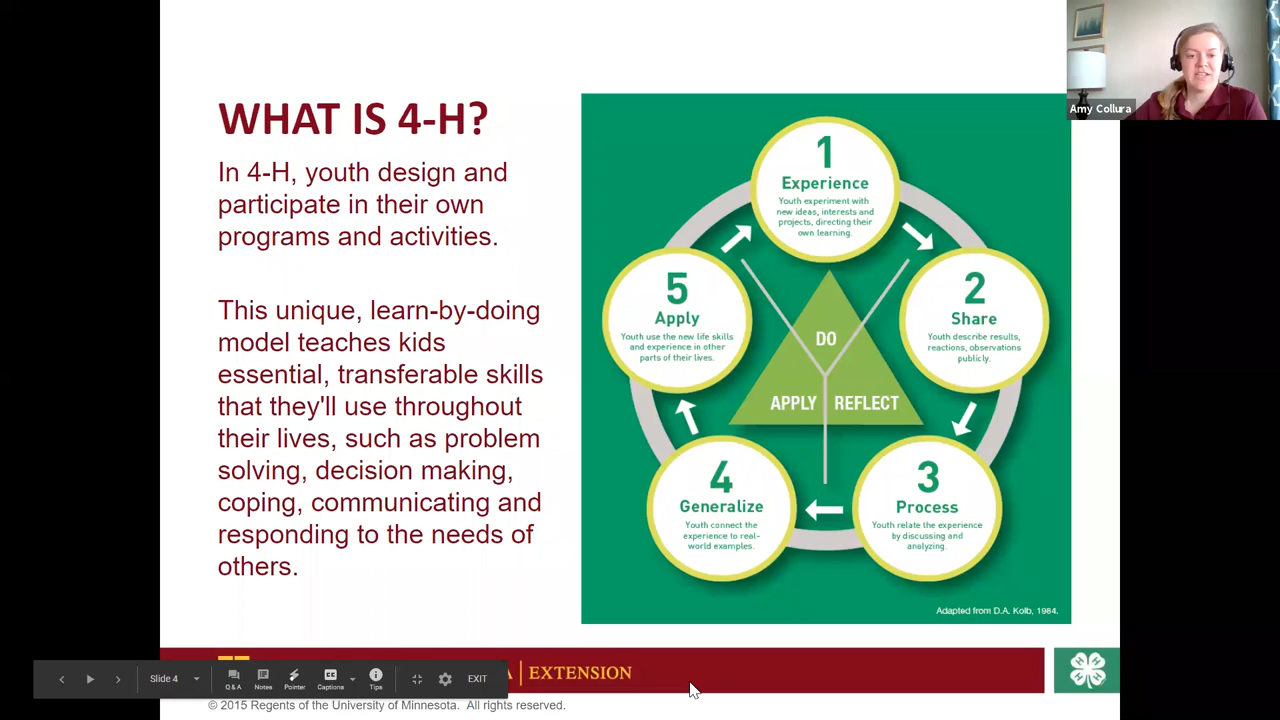 Amy Collura
WHAT IS 4-H?
In 4-H, youth design and
participate in their own
programs and activities.
This unique, learn-by-doing
model teaches kids
essential, transferable skills
that they'll use throughout
their lives, such as problem
solving, decision making,
coping, communicating and
responding to the needs of
others.
1
Experience
Youth experiment with
new ideas, interests and
projects, directing their
own learning.
2
Share
Youth describe results,
reactions, observations
publicly.
3
Process
Youth relate the experience
by discussing and
analyzing.
4
Generalize
Youth connect the
experience to real-
world examples.
5
Apply
Youth use the new life skills
and experience in other
parts of their lives.
DO
APPLY
REFLECT
Adapted from D.A. Kolb, 1984.
EXTENSION
H H H H
Slide 4
Q & A
Notes
Pointer
Captions
Tips
EXIT
© 2015 Regents of the University of Minnesota. All rights reserved.